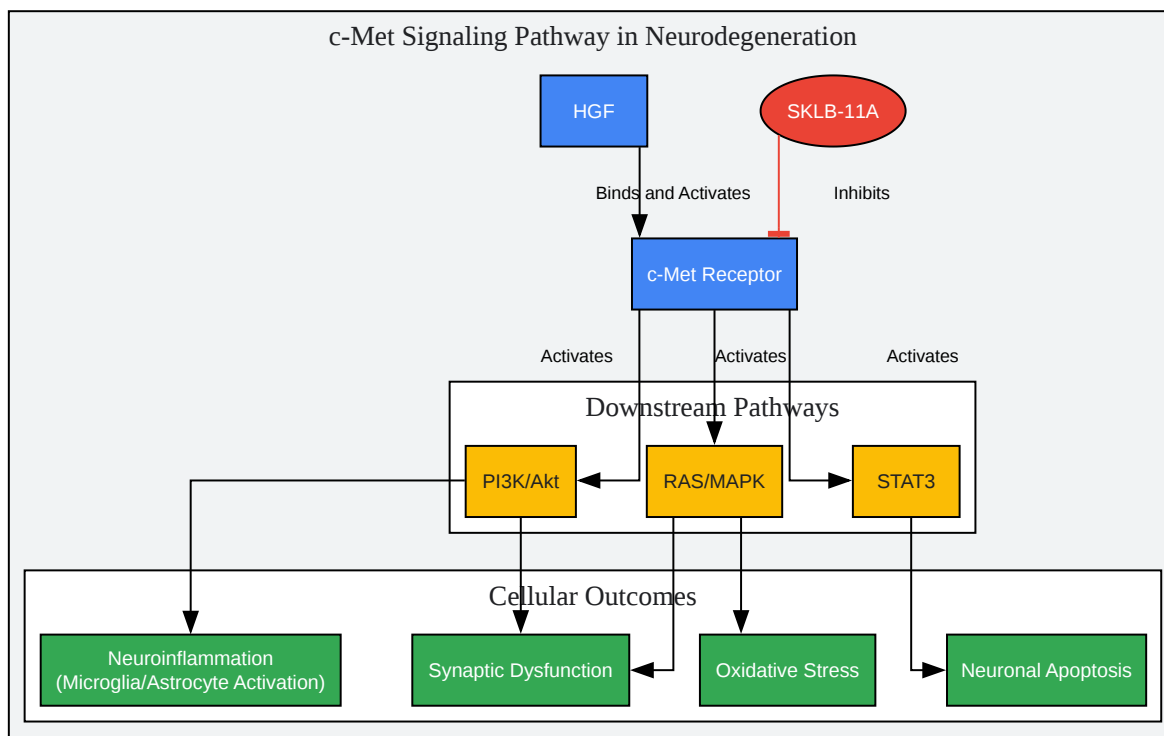 c-Met Signaling Pathway in Neurodegeneration
HGF
SKLB-11A
Binds and Activates
Inhibits
c-Met Receptor
Activates
Activates
Activates
Downstream Pathways
PI3K/Akt
RAS/MAPK
STAT3
Cellular Outcomes
Neuroinflammation
(Microglia/Astrocyte Activation)
Synaptic Dysfunction
Oxidative Stress
Neuronal Apoptosis